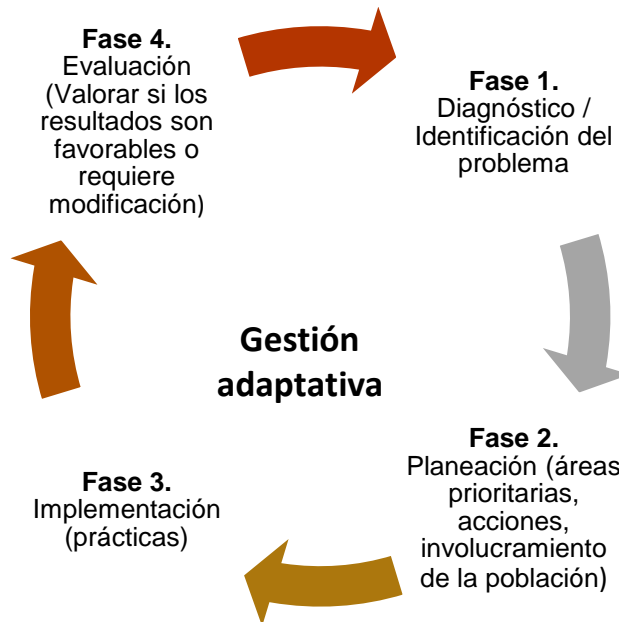 Fase 4.
Evaluación
(Valorar si los
resultados son
favorables o
requiere
modificación)
Fase 1.
Diagnóstico /
Identificación del
problema
Gestión
adaptativa
Fase 2.
Planeación (áreas
prioritarias,
acciones,
involucramiento
de la población)
Fase 3.
Implementación
(prácticas)